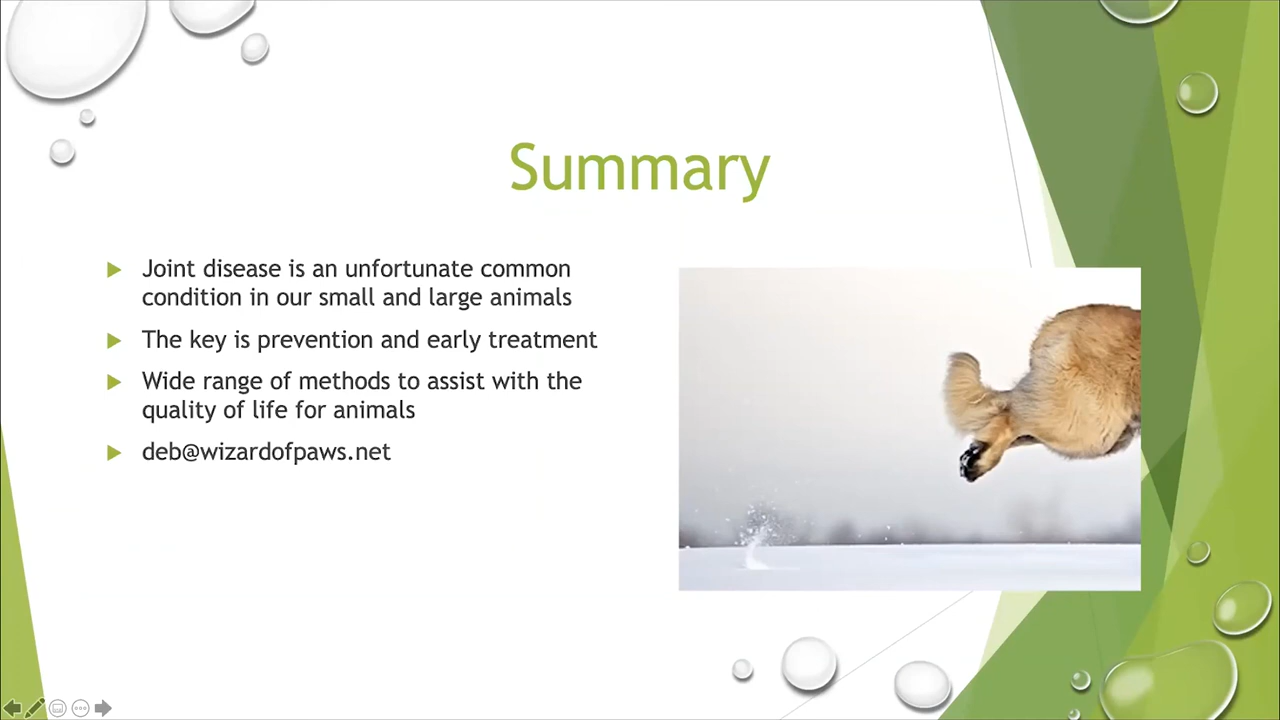 Summary
Joint disease is an unfortunate common
condition in our small and large animals
The key is prevention and early treatment
Wide range of methods to assist with the
quality of life for animals
deb@wizardofpaws.net